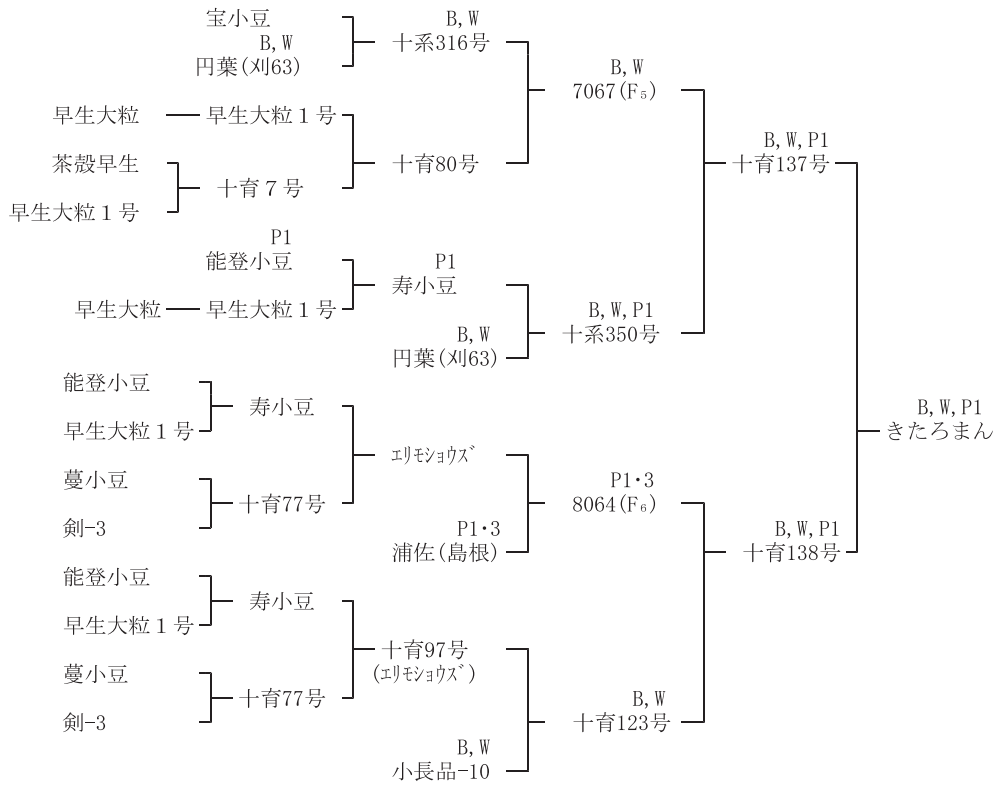 宝小豆
B,W
十系316号
B,W
円葉(刈63)
B,W
7067(F₅)
早生大粒
早生大粒１号
茶殻早生
十育80号
B,W,P1
十育137号
十育７号
早生大粒１号
P1
能登小豆
P1
寿小豆
早生大粒
早生大粒１号
B,W,P1
十系350号
B,W
円葉(刈63)
能登小豆
寿小豆
早生大粒１号
B,W,P1
きたろまん
ｴﾘﾓｼｮｳｽﾞ
蔓小豆
十育77号
剣-3
P1・3
8064(F₆)
P1・3
浦佐(島根)
B,W,P1
十育138号
能登小豆
寿小豆
早生大粒１号
十育97号
(ｴﾘﾓｼｮｳｽﾞ)
蔓小豆
十育77号
剣-3
B,W
十育123号
B,W
小長品-10